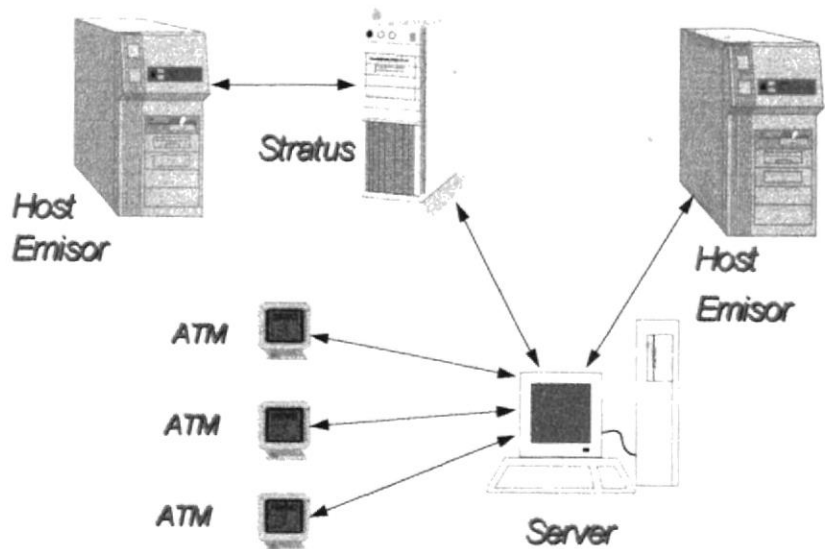 Stratus
Host
Emisor
Host
Emisor
ATM
ATM
ATM
Server